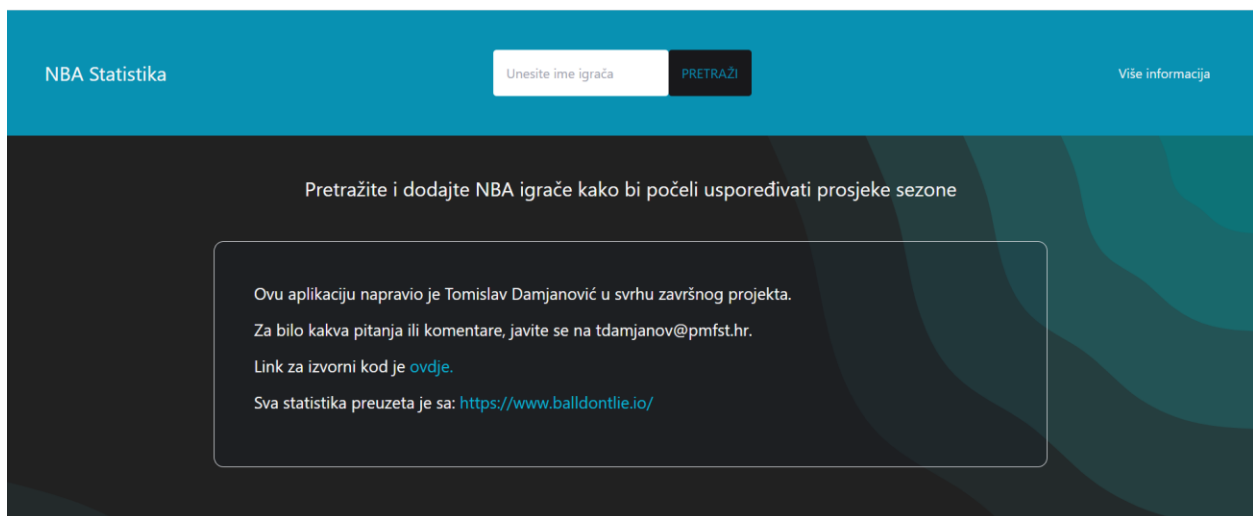 NBA Statistika
Unesite ime igrača
PRETRAŽI
Više informacija
Pretražite i dodajte NBA igrače kako bi počeli uspoređivati prosjeke sezone
Ovu aplikaciju napravio je Tomislav Damjanović u svrhu završnog projekta.
Za bilo kakva pitanja ili komentare, javite se na tdamjanov@pmfst.hr.
Link za izvorni kod je ovdje.
Sva statistika preuzeta je sa: https://www.balldontlie.io/